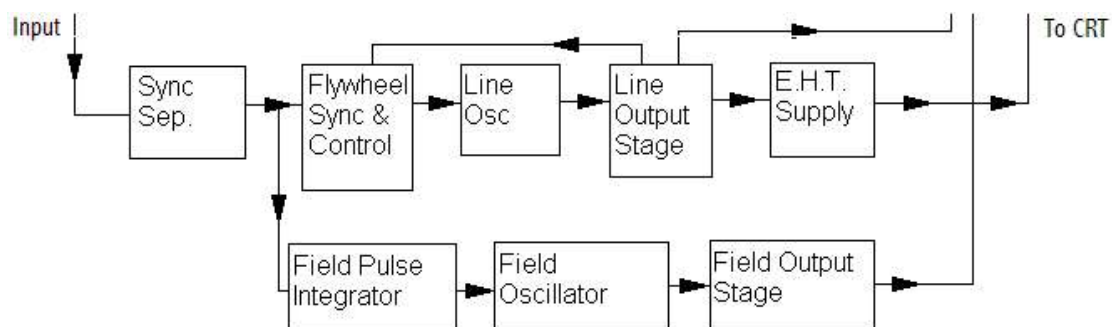 Input
To CRT
Sync
Sep.
Flywheel
Sync &
Control
Line
Osc
Line
Output
Stage
E.H.T.
Supply
Field Pulse
Integrator
Field
Oscillator
Field Output
Stage